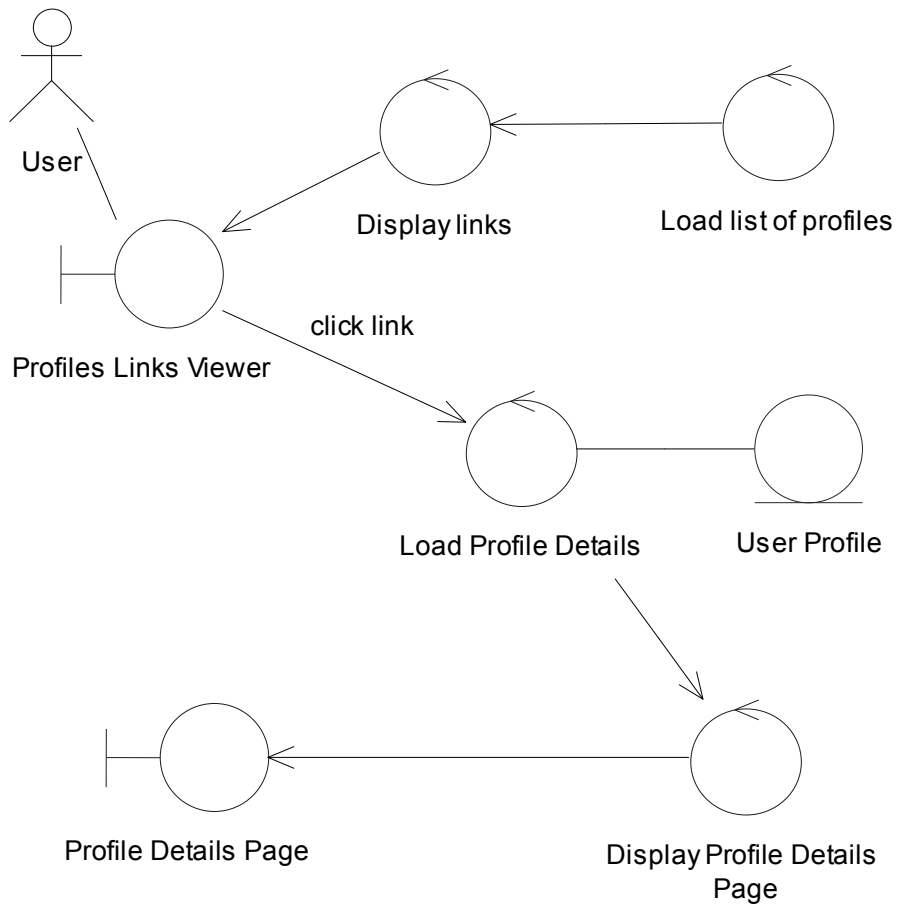 User
Display links
Load list of profiles
click link
Profiles Links Viewer
Load Profile Details
User Profile
Profile Details Page
Display Profile Details
Page